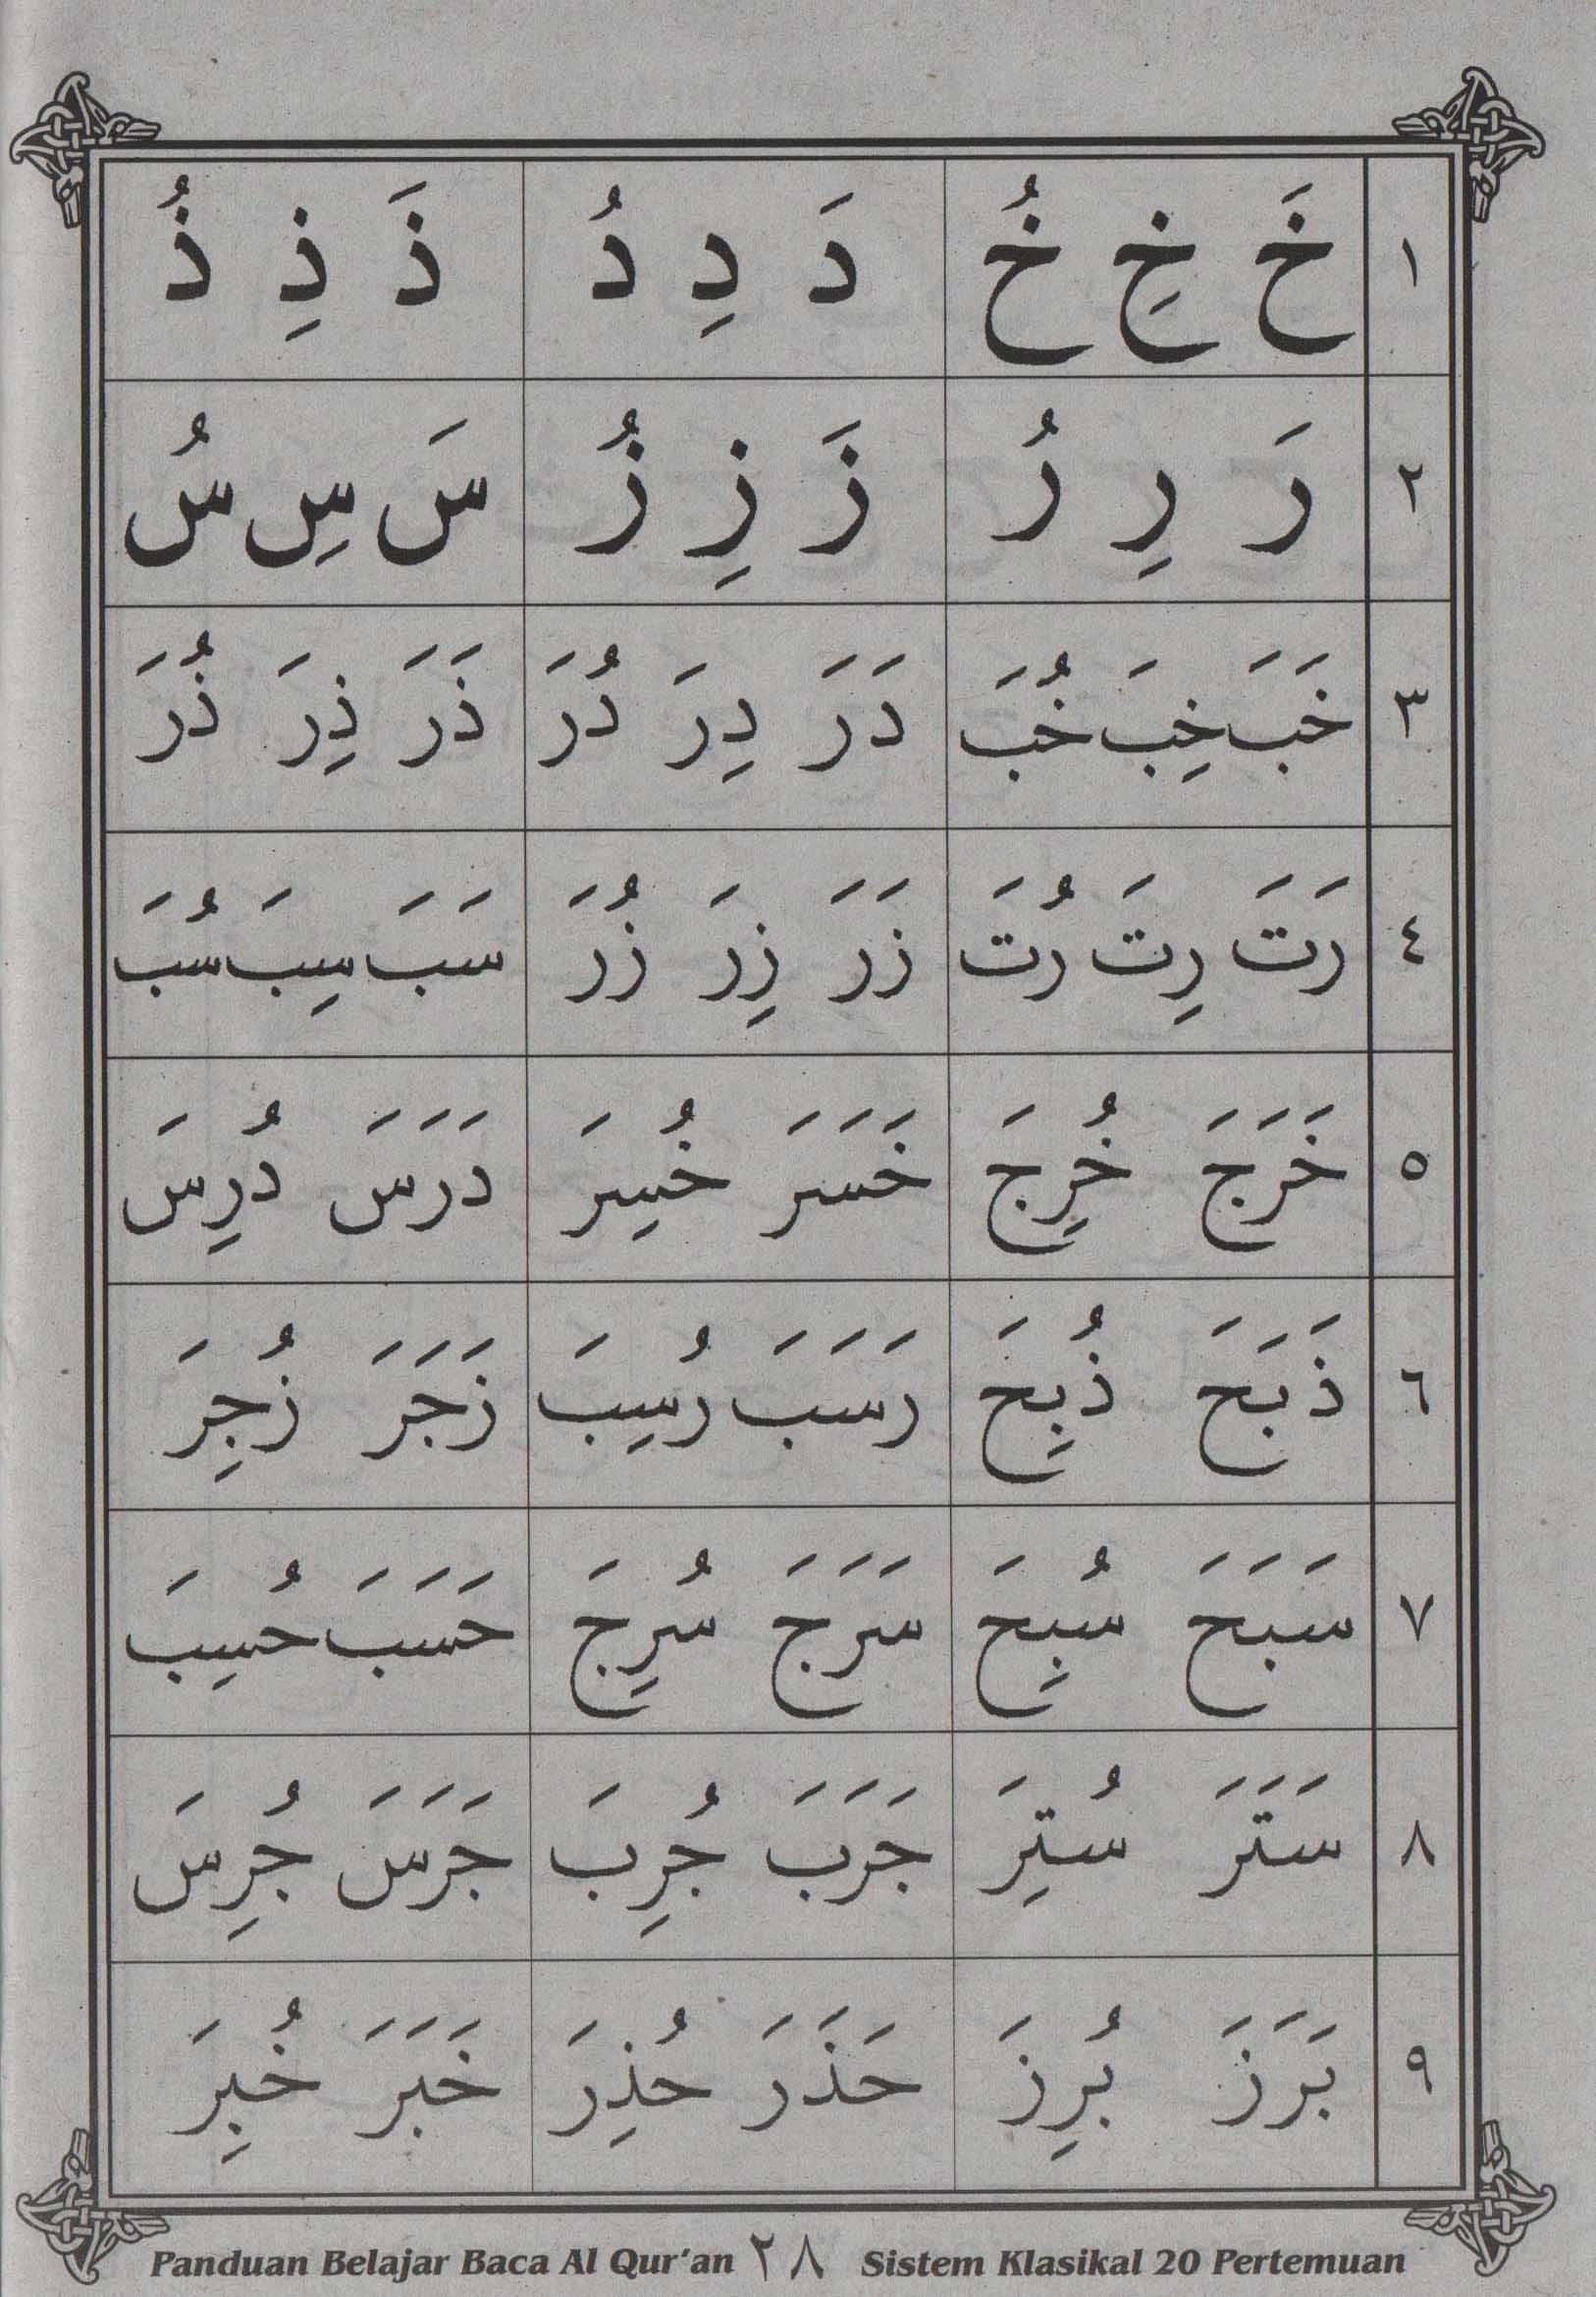 ١ خَ خِ خُ دَ دِ دُ ذَ ذِ ذُ
٢ رَ رِ رُ زَ زِ زُ سَ سِ سُ
٣ خَبَ خِبَ خُبَ دَرَ دِرَ دُرَ ذَرَ ذِرَ ذُرَ
٤ رَتَ رِتَ رُتَ زَرَ زِرَ زُرَ سَبَ سِبَ سُبَ
٥ خَرَجَ خُرِجَ خَسَرَ خُسِرَ دَرَسَ دُرِسَ
٦ ذَبَحَ ذُبِحَ رَسَبَ رُسِبَ زَجَرَ زُجِرَ
٧ سَبَحَ سُبِحَ سَرَجَ سُرِجَ حَسَبَ حُسِبَ
٨ سَتَرَ سُتِرَ جَرَبَ جُرِبَ جَرَسَ جُرِسَ
٩ بَرَزَ بُرِزَ حَذَرَ حُذِرَ خَبَرَ خُبِرَ
Panduan Belajar Baca Al Qur'an ٢٨ Sistem Klasikal 20 Pertemuan